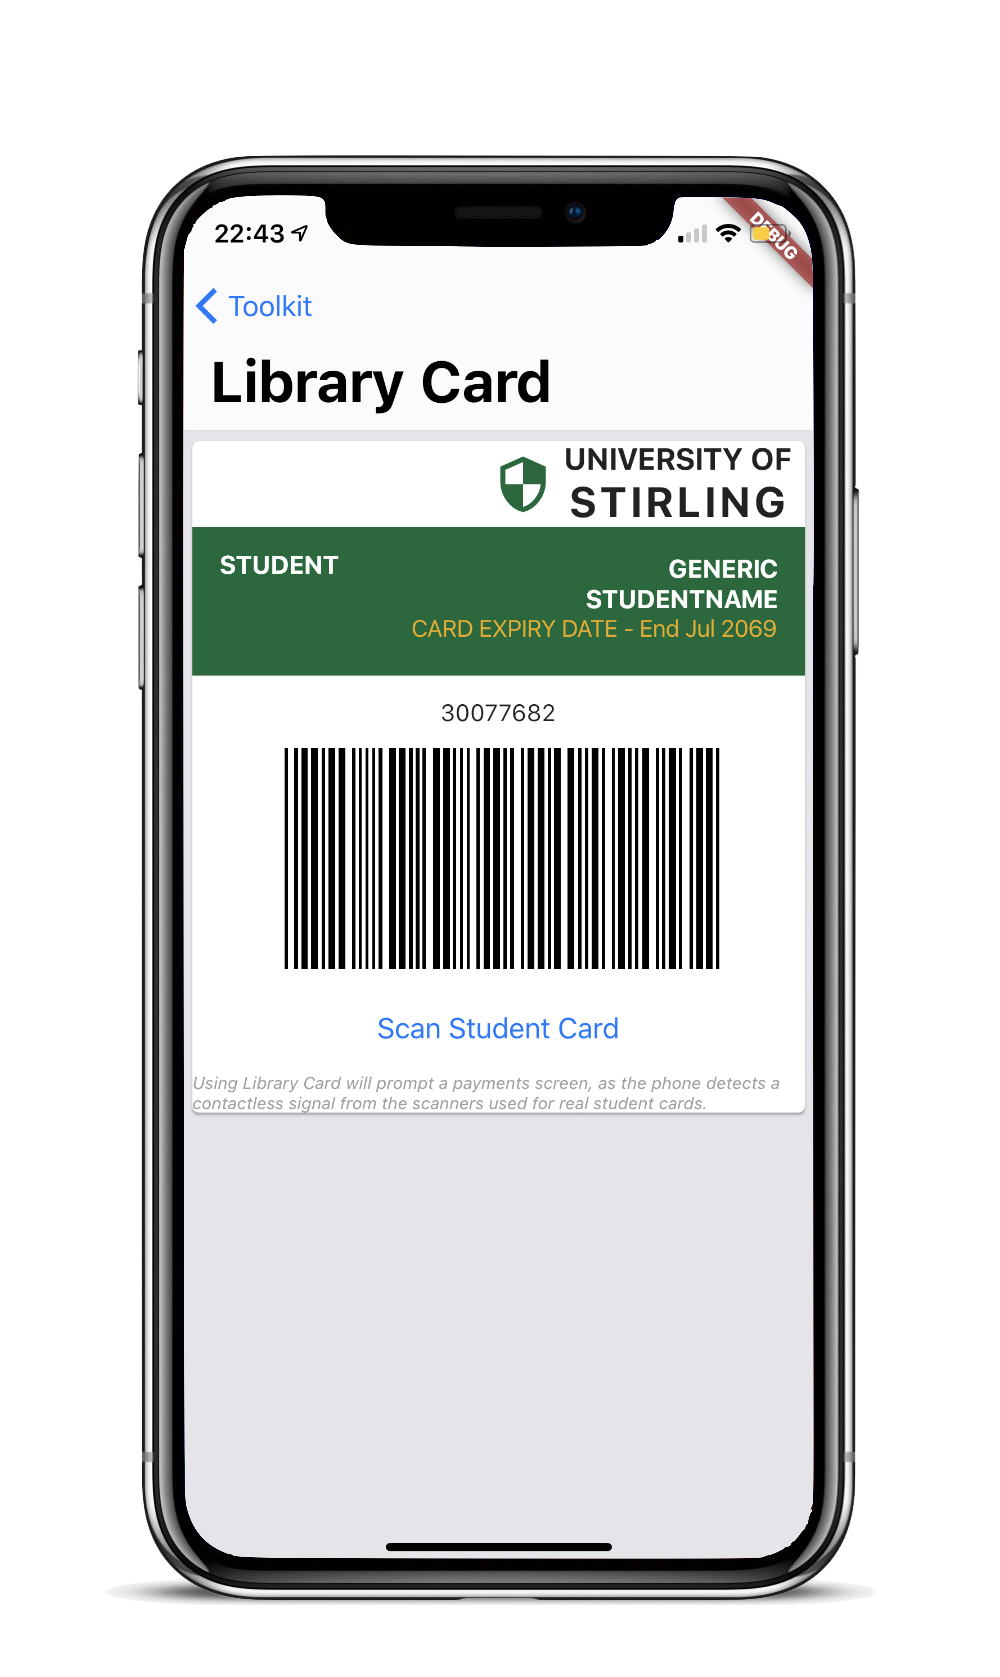 22:43
DEBUG
Toolkit
Library Card
UNIVERSITY OF
STIRLING
STUDENT
GENERIC
STUDENTNAME
CARD EXPIRY DATE - End Jul 2069
30077682
Scan Student Card
Using Library Card will prompt a payments screen, as the phone detects a
contactless signal from the scanners used for real student cards.